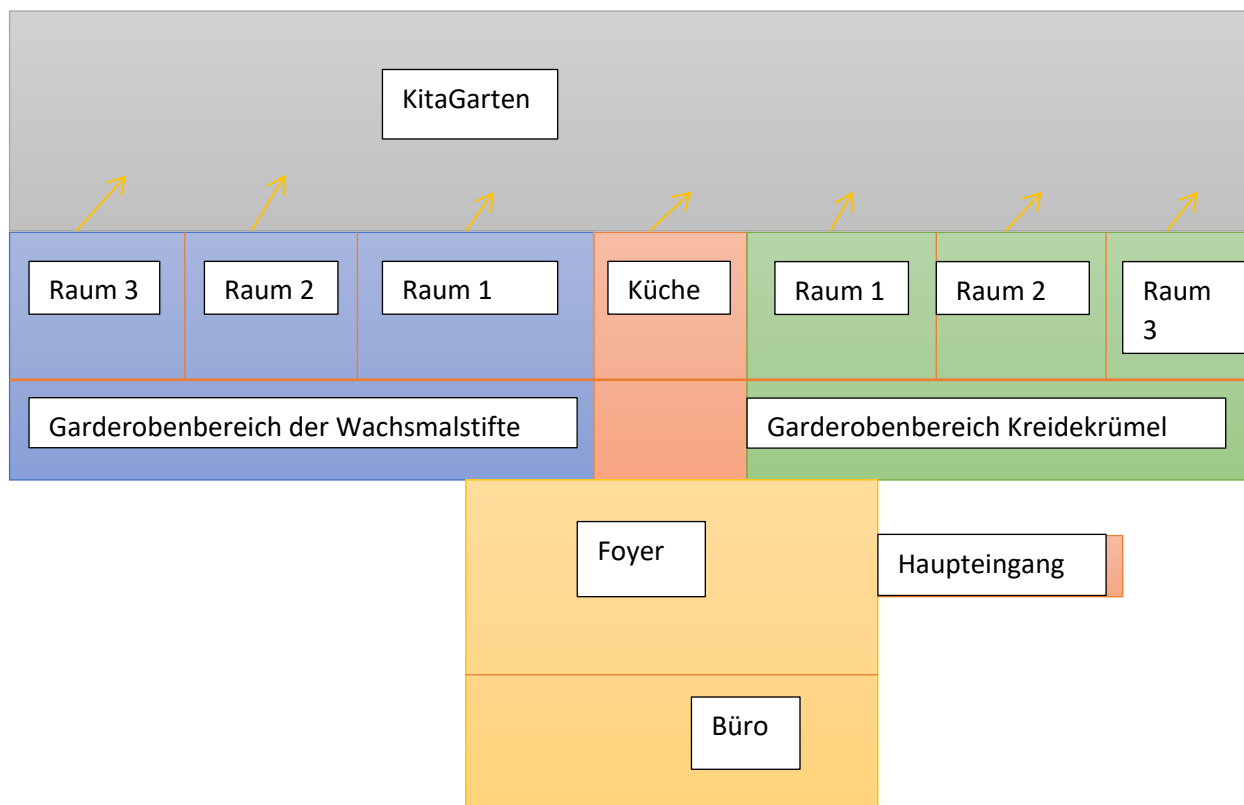 KitaGarten
Raum 3
Raum 2
Raum 1
Küche
Raum 1
Raum 2
Raum
3
Garderobenbereich der Wachsmalstifte
Garderobenbereich Kreidekrümel
Foyer
Haupteingang
Büro